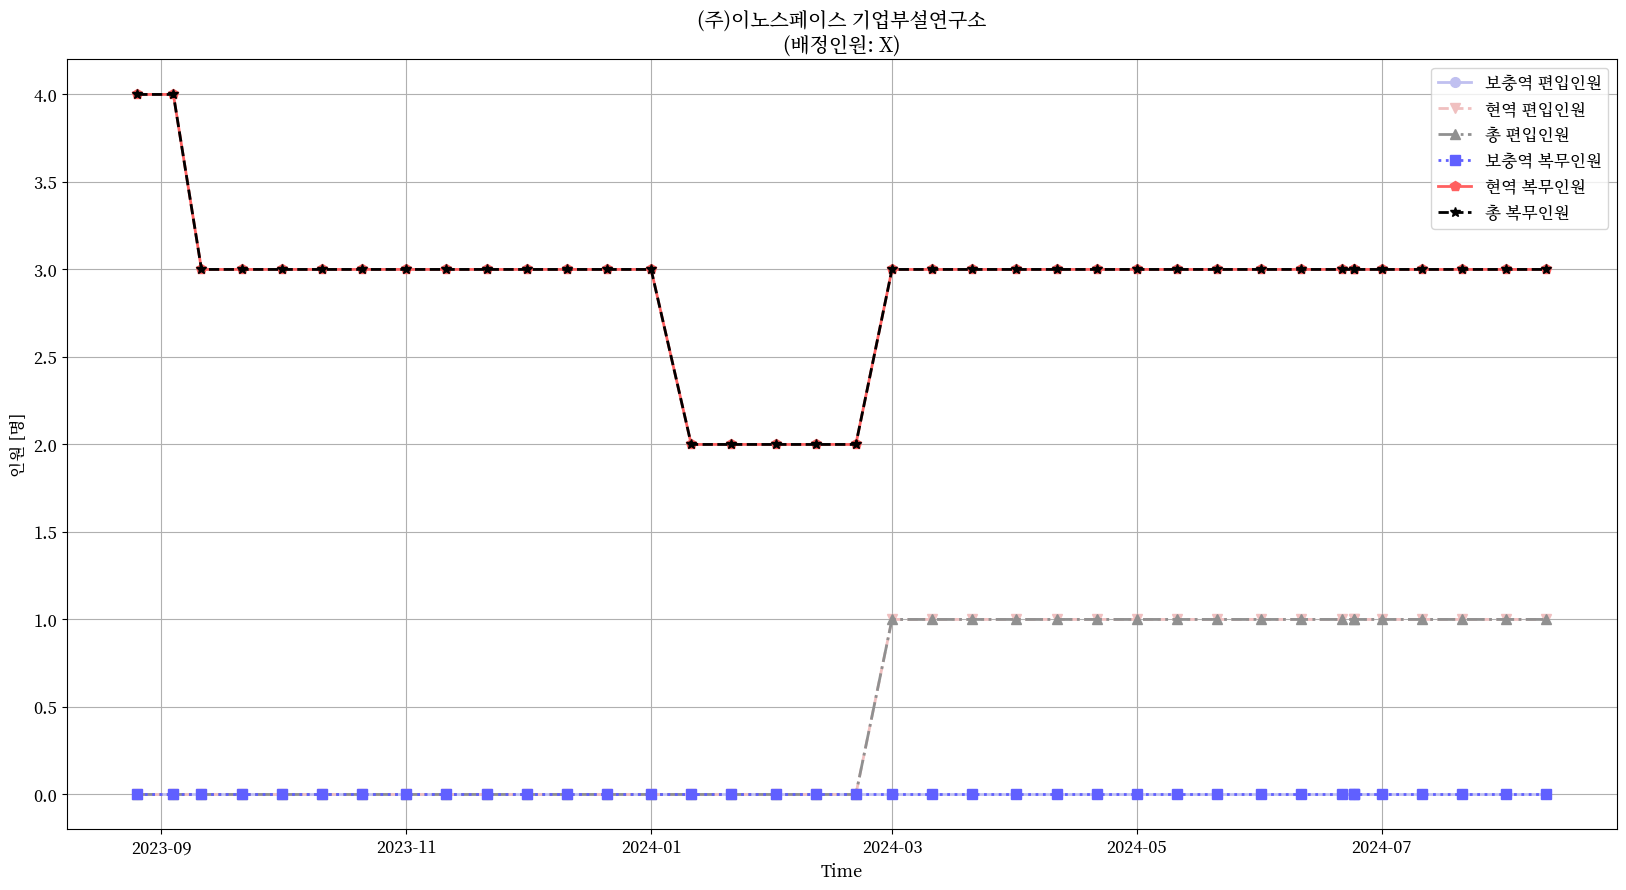 (주)이노스페이스 기업부설연구소
(배정인원: X)
보충역 편입인원
현역 편입인원
총 편입인원
보충역 복무인원
현역 복무인원
총 복무인원
인원 [명]
4.0
3.5
3.0
2.5
2.0
1.5
1.0
0.5
0.0
2023-09
2023-11
2024-01
2024-03
2024-05
2024-07
Time